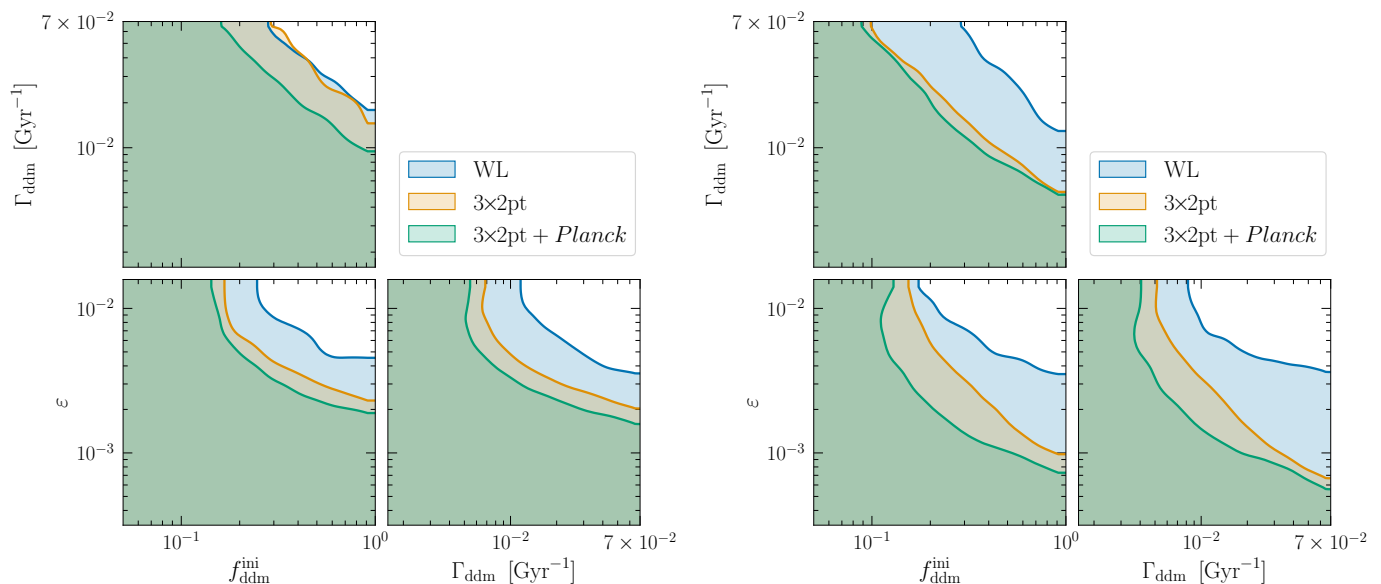 7 × 10⁻²
10⁻²
Γ_ddm [Gyr⁻¹]
WL
3×2pt
3×2pt + Planck
10⁻²
10⁻³
ε
10⁻¹
10⁰
f_ddm^ini
10⁻²
7 × 10⁻²
Γ_ddm [Gyr⁻¹]
7 × 10⁻²
10⁻²
Γ_ddm [Gyr⁻¹]
WL
3×2pt
3×2pt + Planck
10⁻²
10⁻³
ε
10⁻¹
10⁰
f_ddm^ini
10⁻²
7 × 10⁻²
Γ_ddm [Gyr⁻¹]